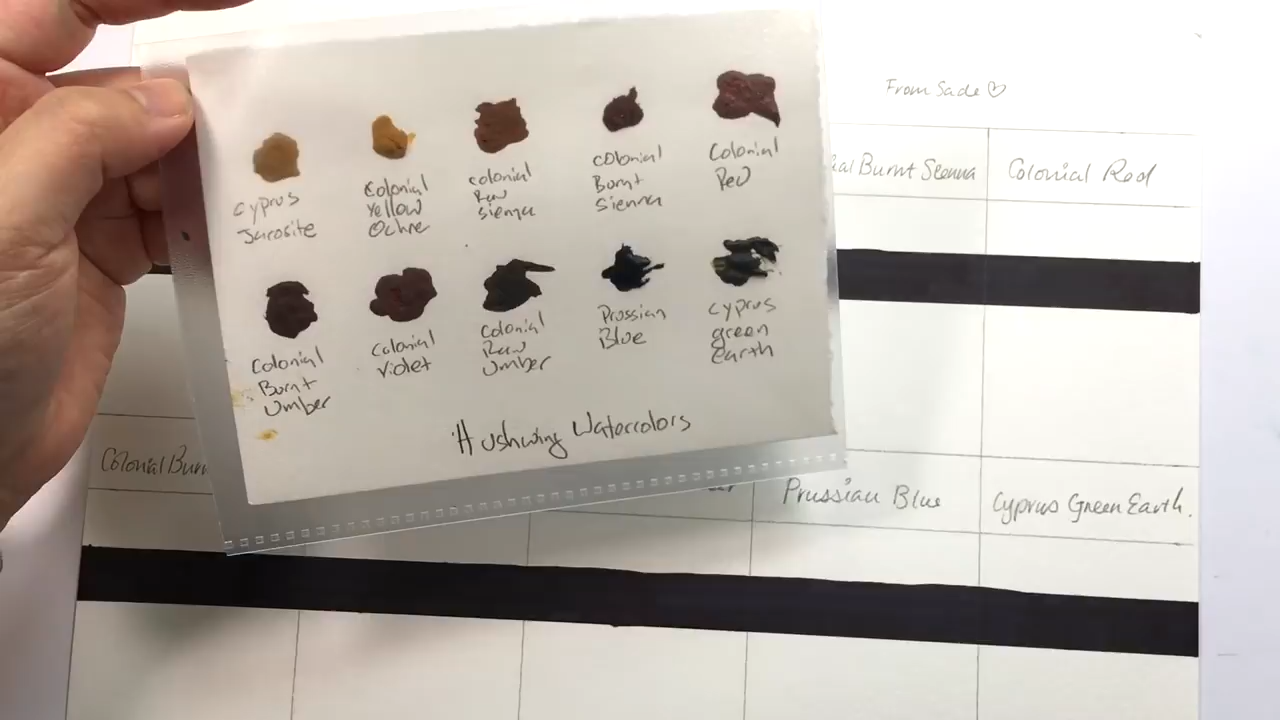 From Sade♡
al Burnt Sienna
Colonial Red
Cyprus
Jarosite
Colonial
Yellow
Ochre
colonial
Raw
sienna
colonial
Burnt
sienna
Colonial
Red
Colonial
Burnt
Umber
Colonial
violet
Colonial
Raw
Umber
Prussian
Blue
cyprus
green
Earth
Hushwing Watercolors
Colonial Burn
Prussian Blue
Cyprus Green Earth.